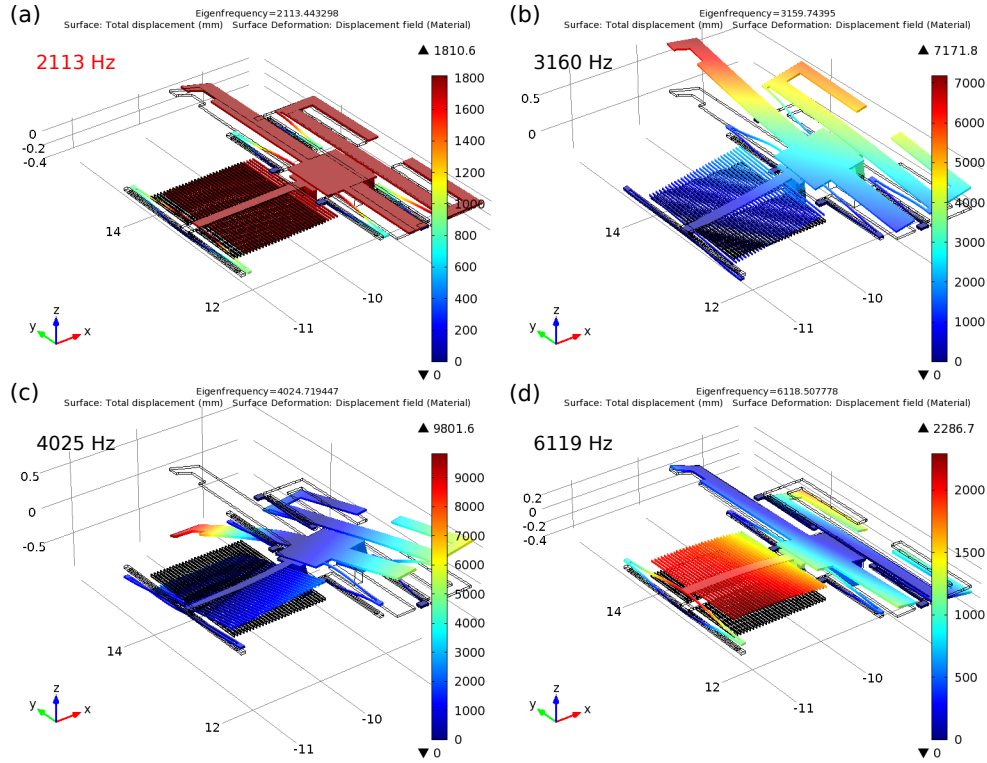 (a)
Eigenfrequency=2113.443298
Surface: Total displacement (mm) Surface Deformation: Displacement field (Material)
2113 Hz
▲ 1810.6
1800
1600
1400
1200
1000
800
600
400
200
0
▼ 0
0
-0.2
-0.4
14
12
-10
-11
z
y
x
(b)
Eigenfrequency=3159.74395
Surface: Total displacement (mm) Surface Deformation: Displacement field (Material)
3160 Hz
▲ 7171.8
7000
6000
5000
4000
3000
2000
1000
0
▼ 0
0.5
0
14
12
-10
-11
z
y
x
(c)
Eigenfrequency=4024.719447
Surface: Total displacement (mm) Surface Deformation: Displacement field (Material)
4025 Hz
▲ 9801.6
9000
8000
7000
6000
5000
4000
3000
2000
1000
0
▼ 0
0.5
0
-0.5
14
12
-10
-11
z
y
x
(d)
Eigenfrequency=6118.507778
Surface: Total displacement (mm) Surface Deformation: Displacement field (Material)
6119 Hz
▲ 2286.7
2000
1500
1000
500
0
▼ 0
0.2
0
-0.2
-0.4
14
12
-10
-11
z
y
x